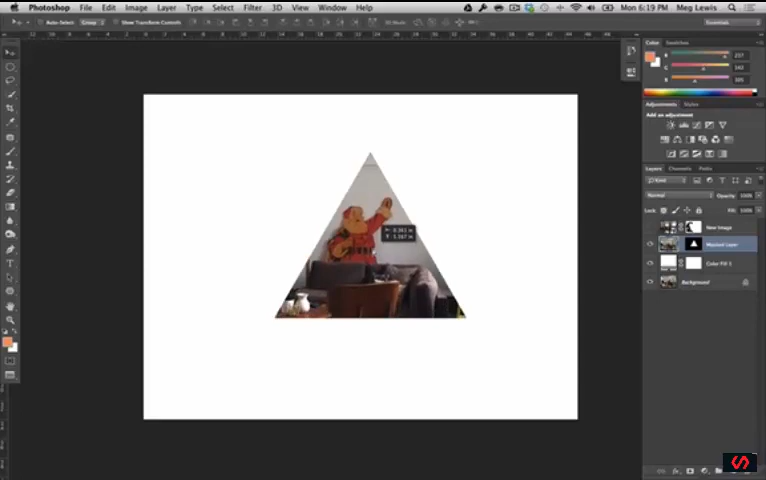 Photoshop File Edit Image Layer Type Select Filter 3D View Window Help Mon 6:19 PM Meg Lewis
Auto-Select: Group Show Transform Controls Essentials
Color Swatches
Adjustments Styles
Add an adjustment
Layers Channels Paths
Kind
Normal Opacity: 100%
Lock: Fill: 100%
New Image
Masked Layer
Color Fill 1
Background